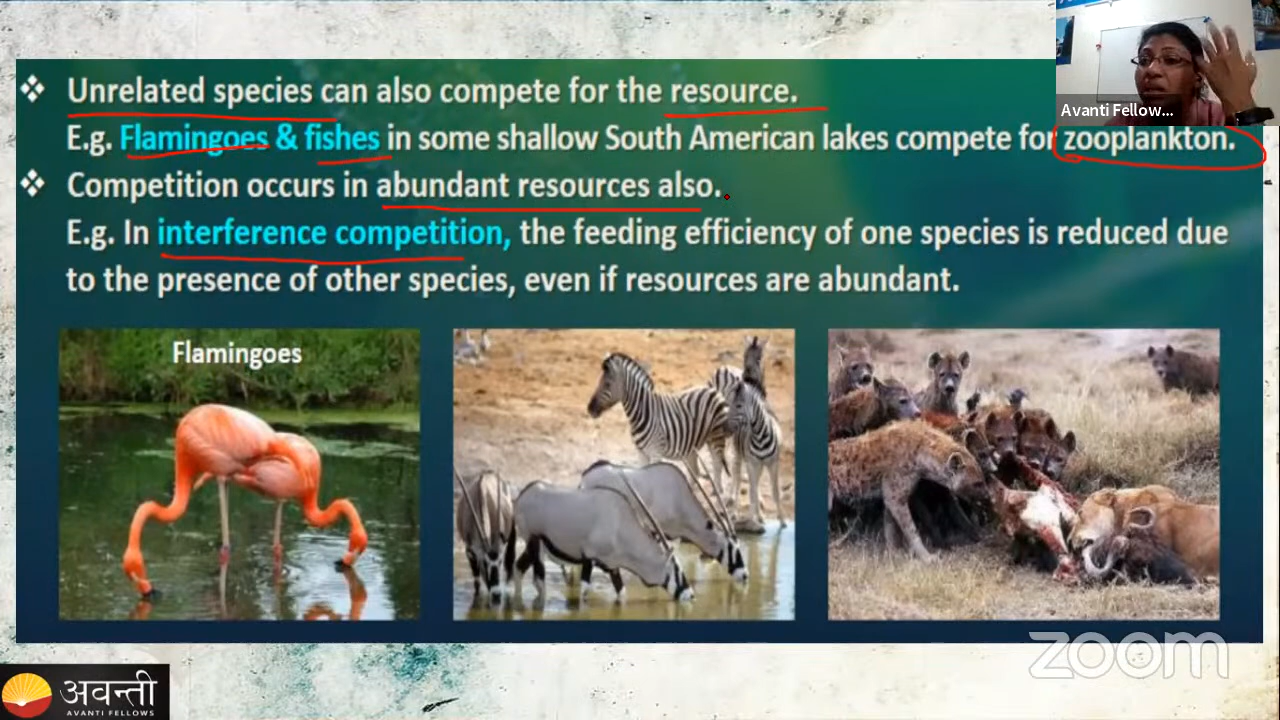 ❖ Unrelated species can also compete for the resource.
Avanti Fellow...
E.g. Flamingoes & fishes in some shallow South American lakes compete for zooplankton.
❖ Competition occurs in abundant resources also.
E.g. In interference competition, the feeding efficiency of one species is reduced due
to the presence of other species, even if resources are abundant.
Flamingoes
zoom
अवन्ती
AVANTI FELLOWS